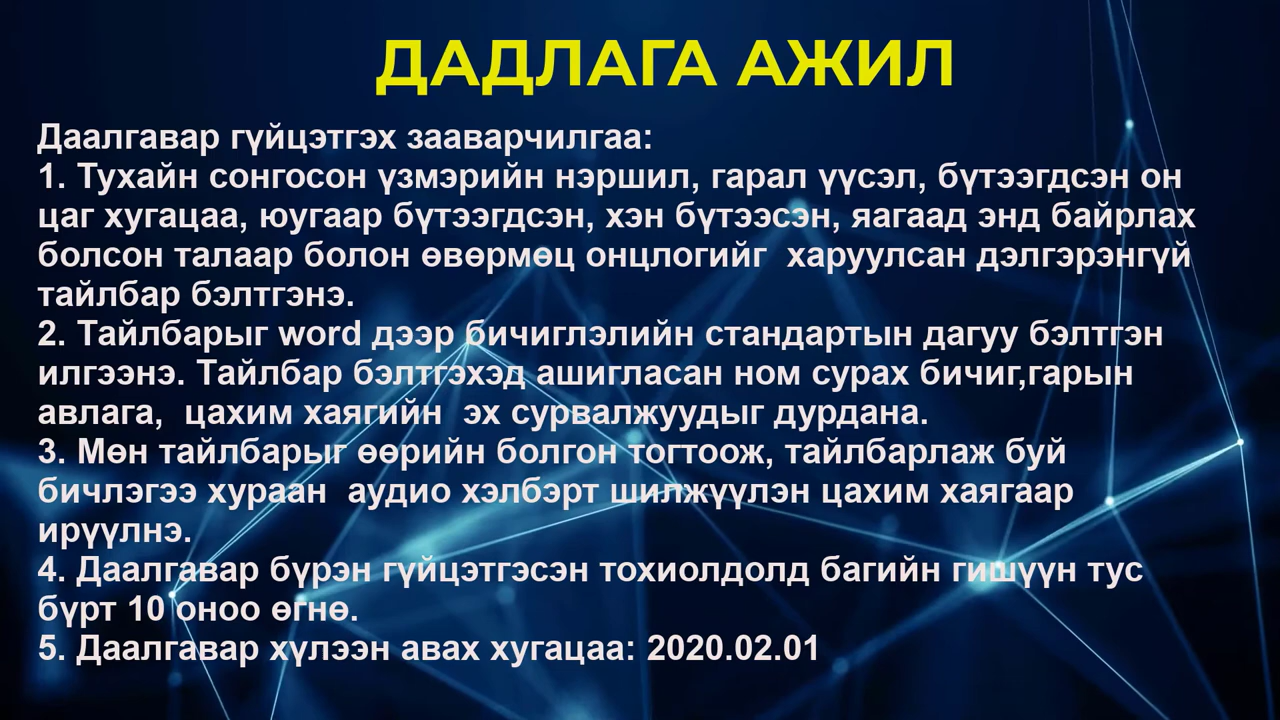 ДАДЛАГА АЖИЛ
Даалгавар гүйцэтгэх зааварчилгаа:
1. Тухайн сонгосон үзмэрийн нэршил, гарал үүсэл, бүтээгдсэн он
цаг хугацаа, юугаар бүтээгдсэн, хэн бүтээсэн, яагаад энд байрлах
болсон талаар болон өвөрмөц онцлогийг  харуулсан дэлгэрэнгүй
тайлбар бэлтгэнэ.
2. Тайлбарыг word дээр бичиглэлийн стандартын дагуу бэлтгэн
илгээнэ. Тайлбар бэлтгэхэд ашигласан ном сурах бичиг,гарын
авлага,  цахим хаягийн  эх сурвалжуудыг дурдана.
3. Мөн тайлбарыг өөрийн болгон тогтоож, тайлбарлаж буй
бичлэгээ хураан  аудио хэлбэрт шилжүүлэн цахим хаягаар
ирүүлнэ.
4. Даалгавар бүрэн гүйцэтгэсэн тохиолдолд багийн гишүүн тус
бүрт 10 оноо өгнө.
5. Даалгавар хүлээн авах хугацаа: 2020.02.01